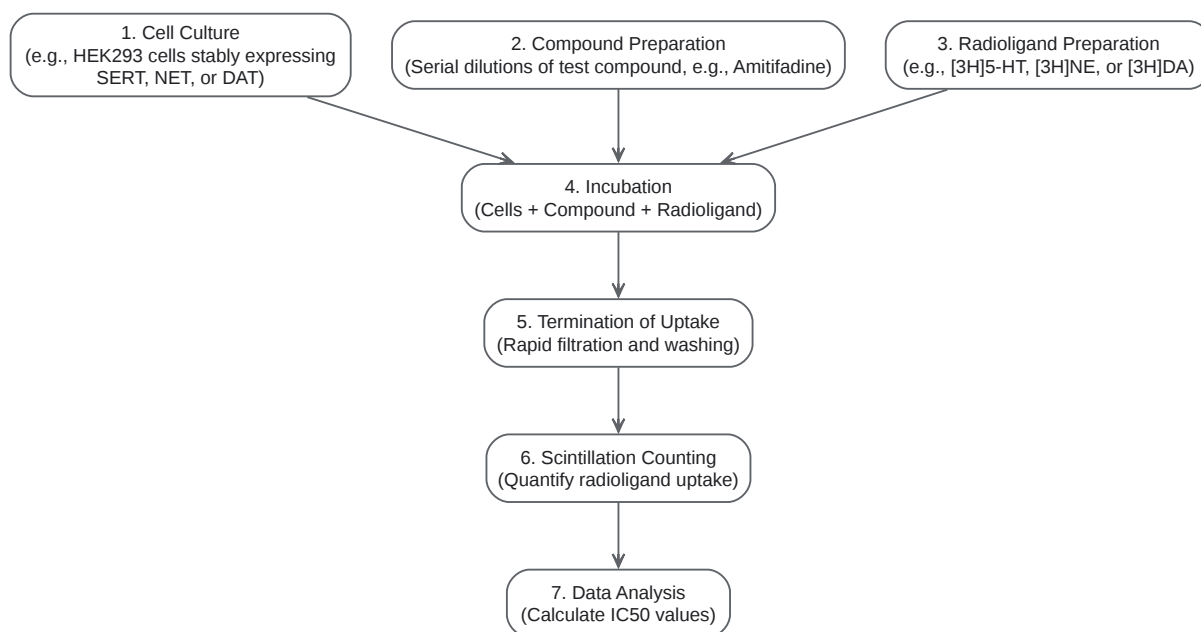 1. Cell Culture
(e.g., HEK293 cells stably expressing
SERT, NET, or DAT)
2. Compound Preparation
(Serial dilutions of test compound, e.g., Amitifadine)
3. Radioligand Preparation
(e.g., [3H]5-HT, [3H]NE, or [3H]DA)
4. Incubation
(Cells + Compound + Radioligand)
5. Termination of Uptake
(Rapid filtration and washing)
6. Scintillation Counting
(Quantify radioligand uptake)
7. Data Analysis
(Calculate IC50 values)